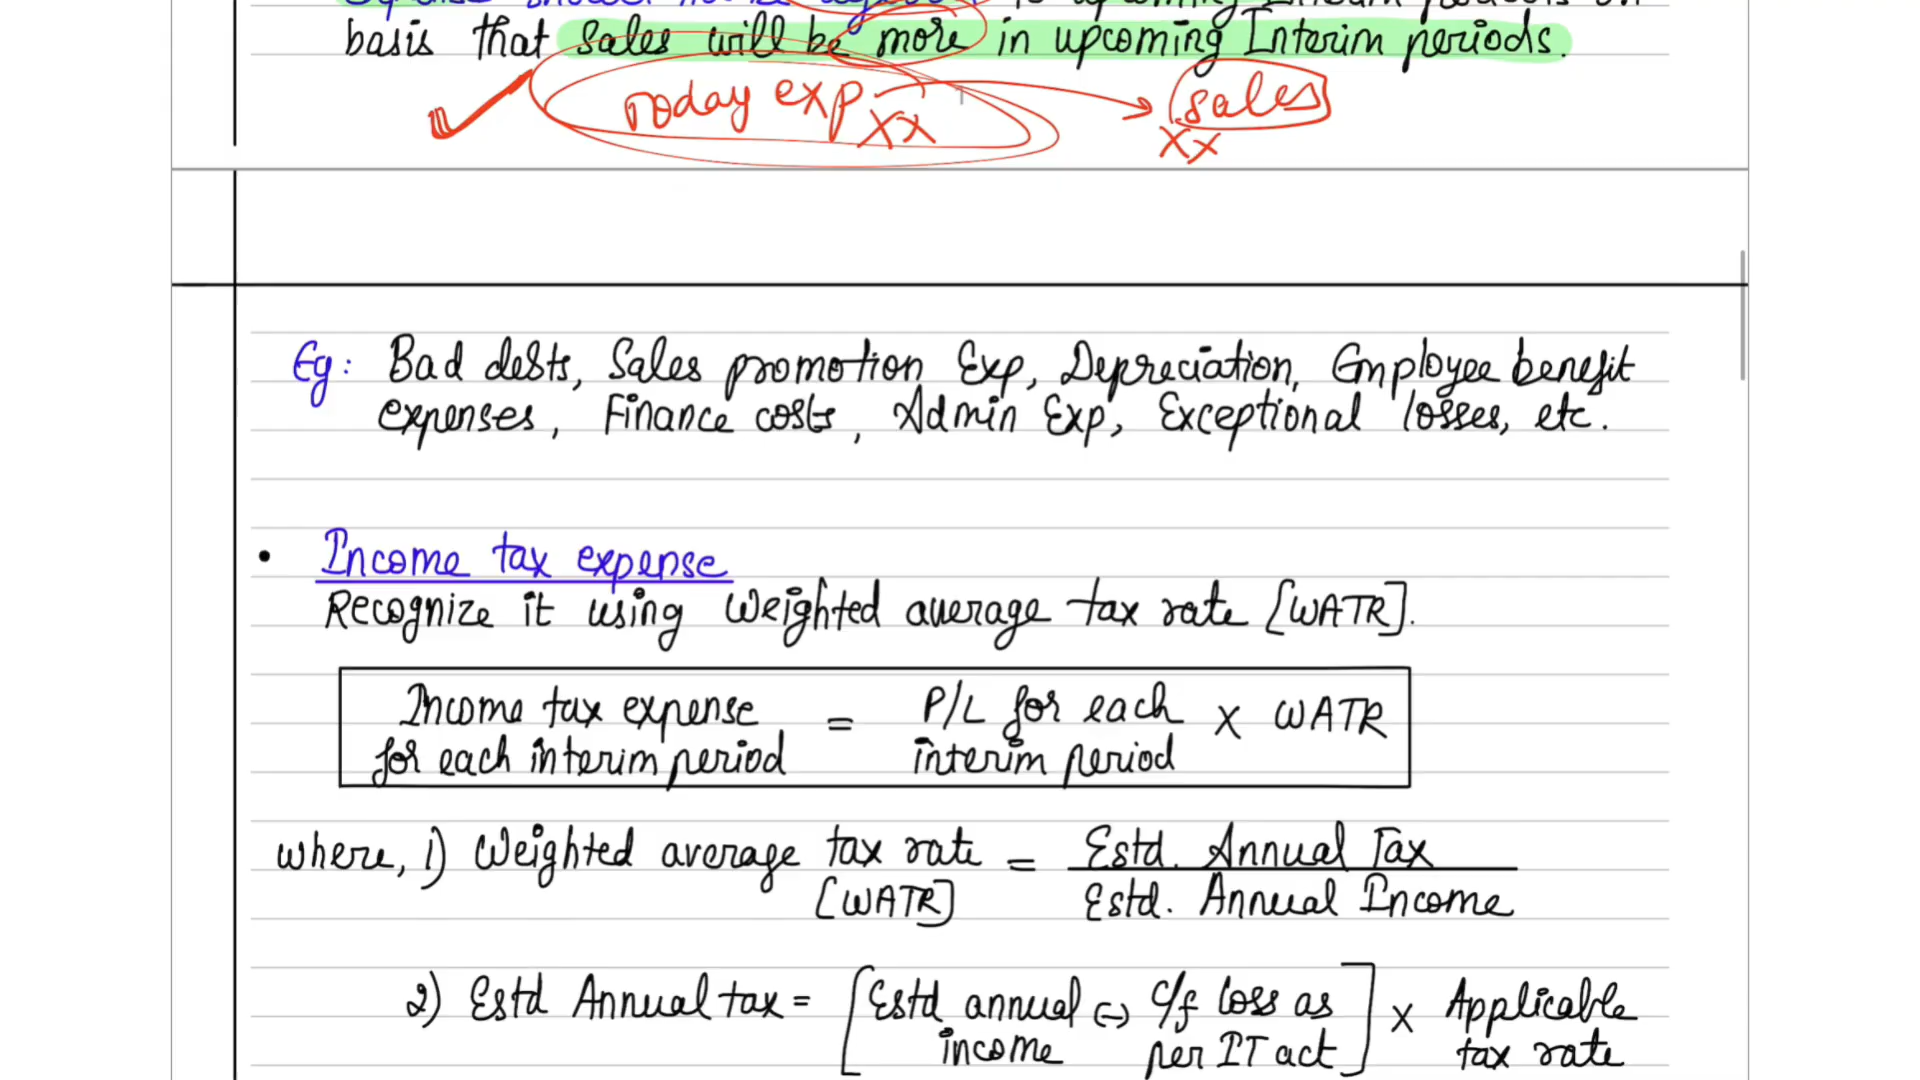 basis that Sales will be more in upcoming Interim periods.
Today exp XX → sales XX
Eg: Bad debts, Sales promotion Exp, Depreciation, Employee benefit
expenses, Finance costs, Admin Exp, Exceptional losses, etc.
• Income tax expense
Recognize it using Weighted average tax rate [WATR].
Income tax expense for each interim period = P/L for each interim period X WATR
where, 1) Weighted average tax rate [WATR] = Estd. Annual Tax / Estd. Annual Income
2) Estd Annual tax = [Estd annual income (-) C/f loss as per IT act] X Applicable tax rate